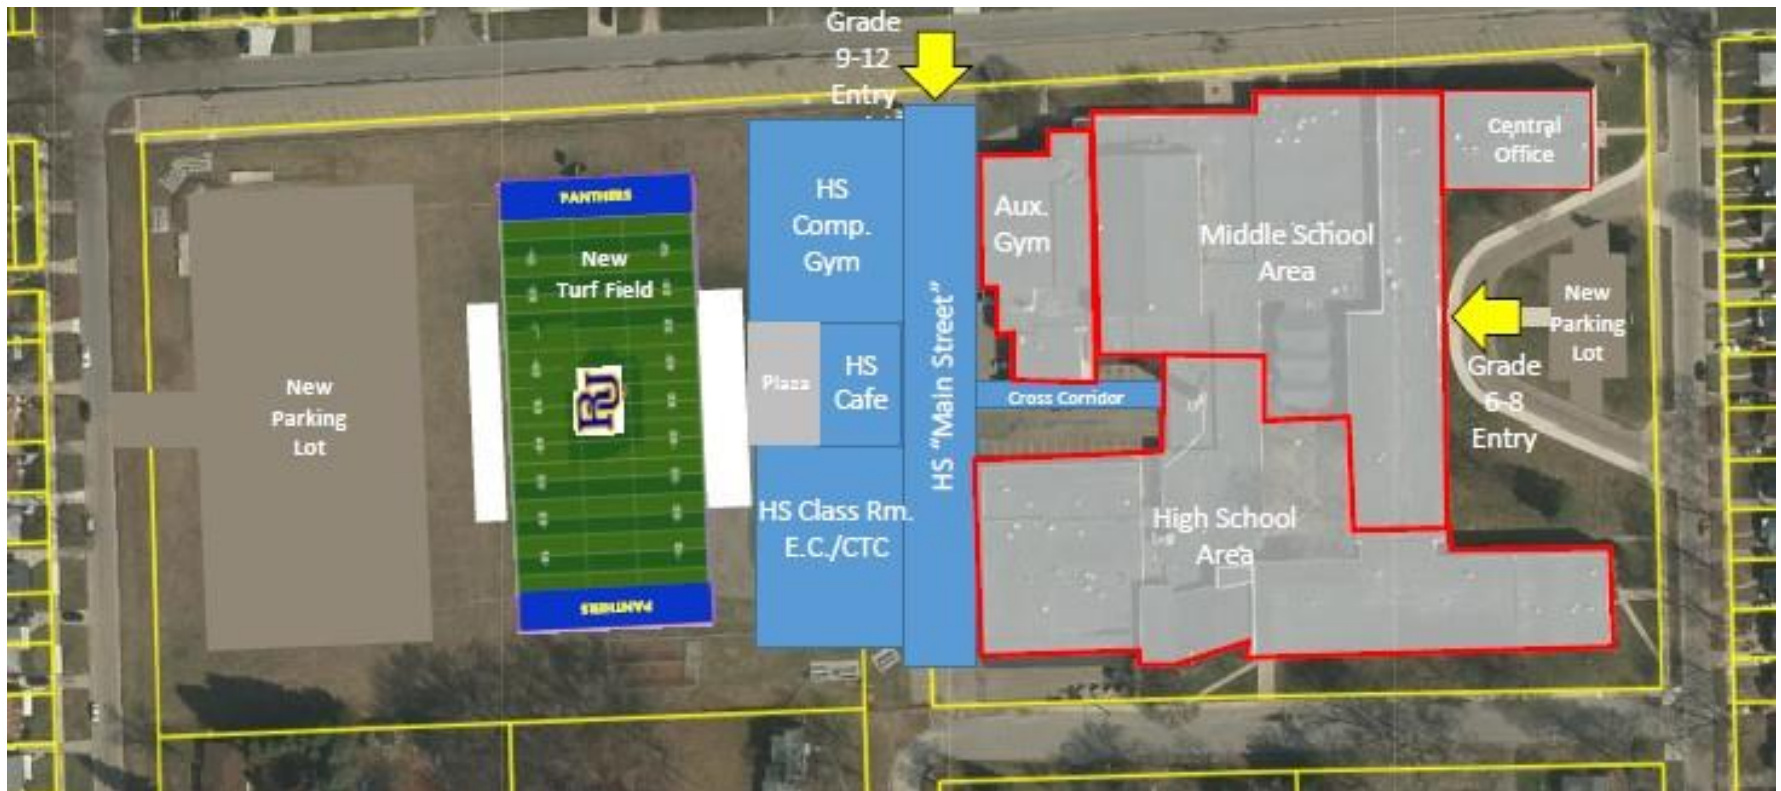 Grade
9-12
Entry
PANTHERS
New
Turf Field
RU
PANTHERS
New
Parking
Lot
HS
Comp.
Gym
Plaza
HS
Cafe
HS Class Rm.
E.C./CTC
HS "Main Street"
Aux.
Gym
Cross Corridor
Middle School
Area
High School
Area
Central
Office
New
Parking
Lot
Grade
6-8
Entry